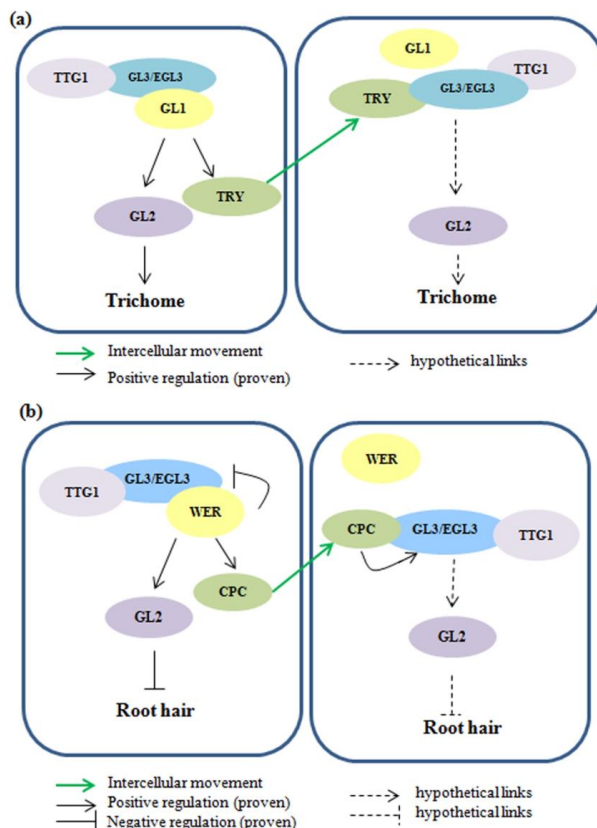 (a)
TTG1
GL3/EGL3
GL1
GL2
TRY
Trichome
GL1
TTG1
GL3/EGL3
TRY
GL2
Trichome
Intercellular movement
Positive regulation (proven)
hypothetical links
(b)
TTG1
GL3/EGL3
WER
CPC
GL2
Root hair
WER
CPC
GL3/EGL3
TTG1
GL2
Root hair
Intercellular movement
Positive regulation (proven)
Negative regulation (proven)
hypothetical links
hypothetical links